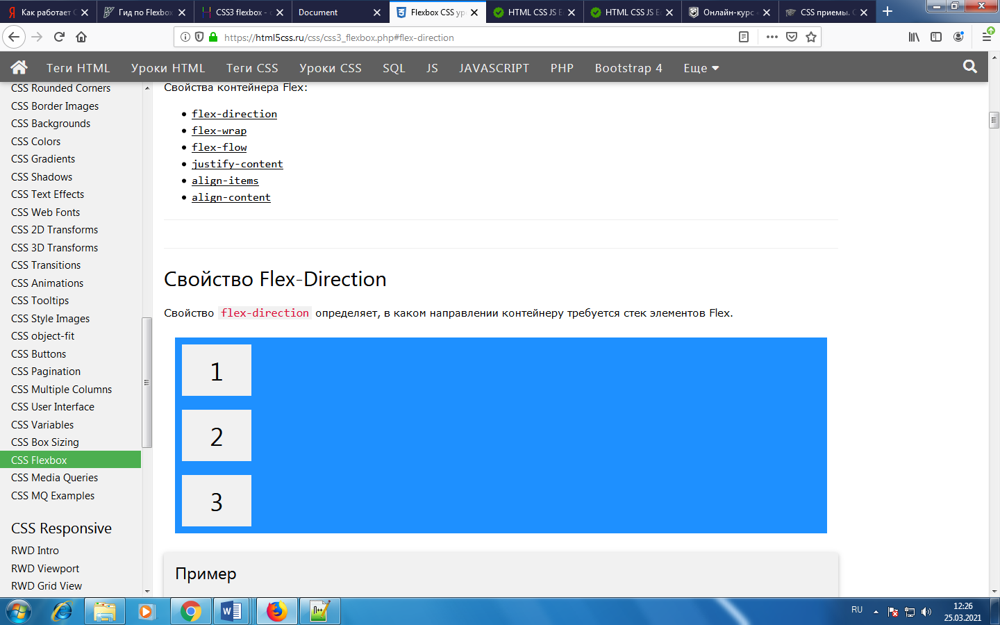 Как работает C
Гид по Flexbox
CSS3 flexbox - c
Document
Flexbox CSS ур
HTML CSS JS E
HTML CSS JS E
Онлайн-курс
CSS приемы. С
https://html5css.ru/css/css3_flexbox.php#flex-direction
Теги HTML
Уроки HTML
Теги CSS
Уроки CSS
SQL
JS
JAVASCRIPT
PHP
Bootstrap 4
Еще
CSS Rounded Corners
CSS Border Images
CSS Backgrounds
CSS Colors
CSS Gradients
CSS Shadows
CSS Text Effects
CSS Web Fonts
CSS 2D Transforms
CSS 3D Transforms
CSS Transitions
CSS Animations
CSS Tooltips
CSS Style Images
CSS object-fit
CSS Buttons
CSS Pagination
CSS Multiple Columns
CSS User Interface
CSS Variables
CSS Box Sizing
CSS Flexbox
CSS Media Queries
CSS MQ Examples
CSS Responsive
RWD Intro
RWD Viewport
RWD Grid View
Свойства контейнера Flex:
flex-direction
flex-wrap
flex-flow
justify-content
align-items
align-content
Свойство Flex-Direction
Свойство flex-direction определяет, в каком направлении контейнеру требуется стек элементов Flex.
1
2
3
Пример
RU
12:26
25.03.2021